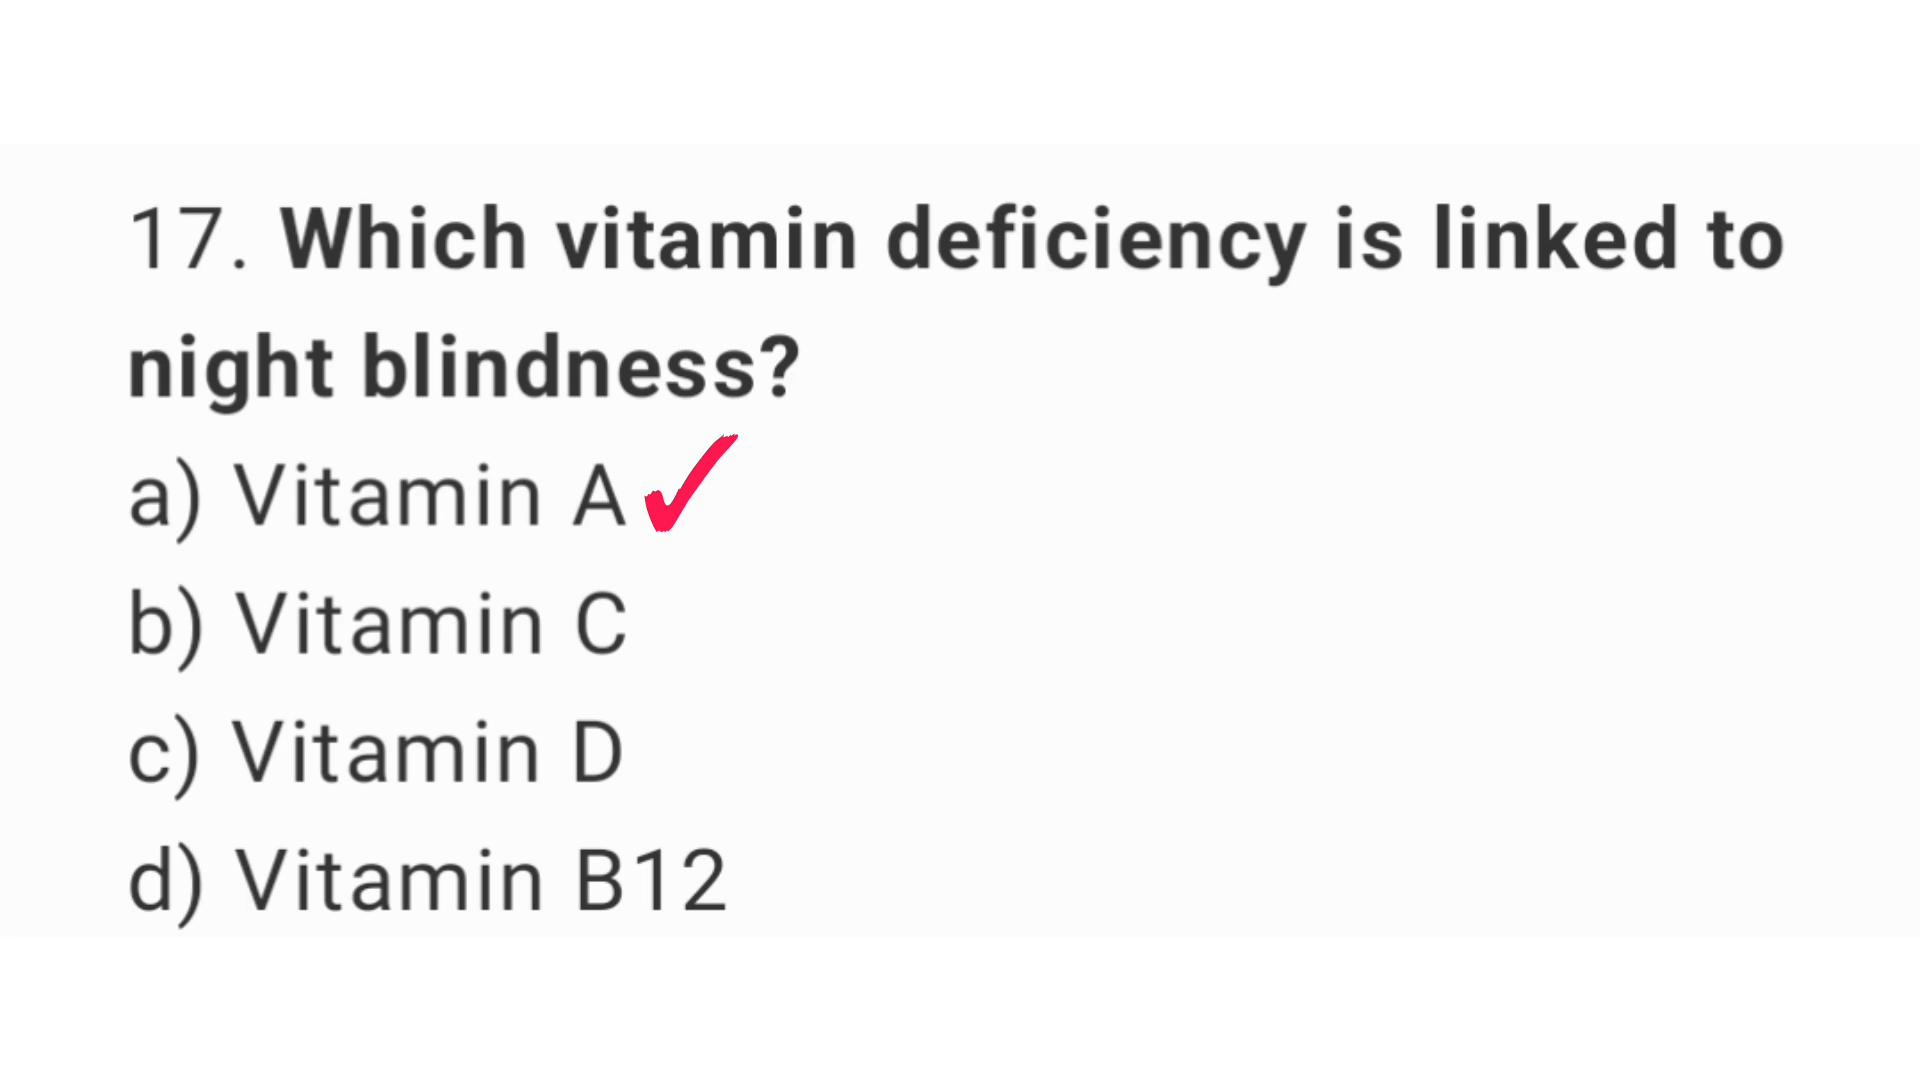 17. Which vitamin deficiency is linked to
night blindness?
a) Vitamin A
b) Vitamin C
c) Vitamin D
d) Vitamin B12